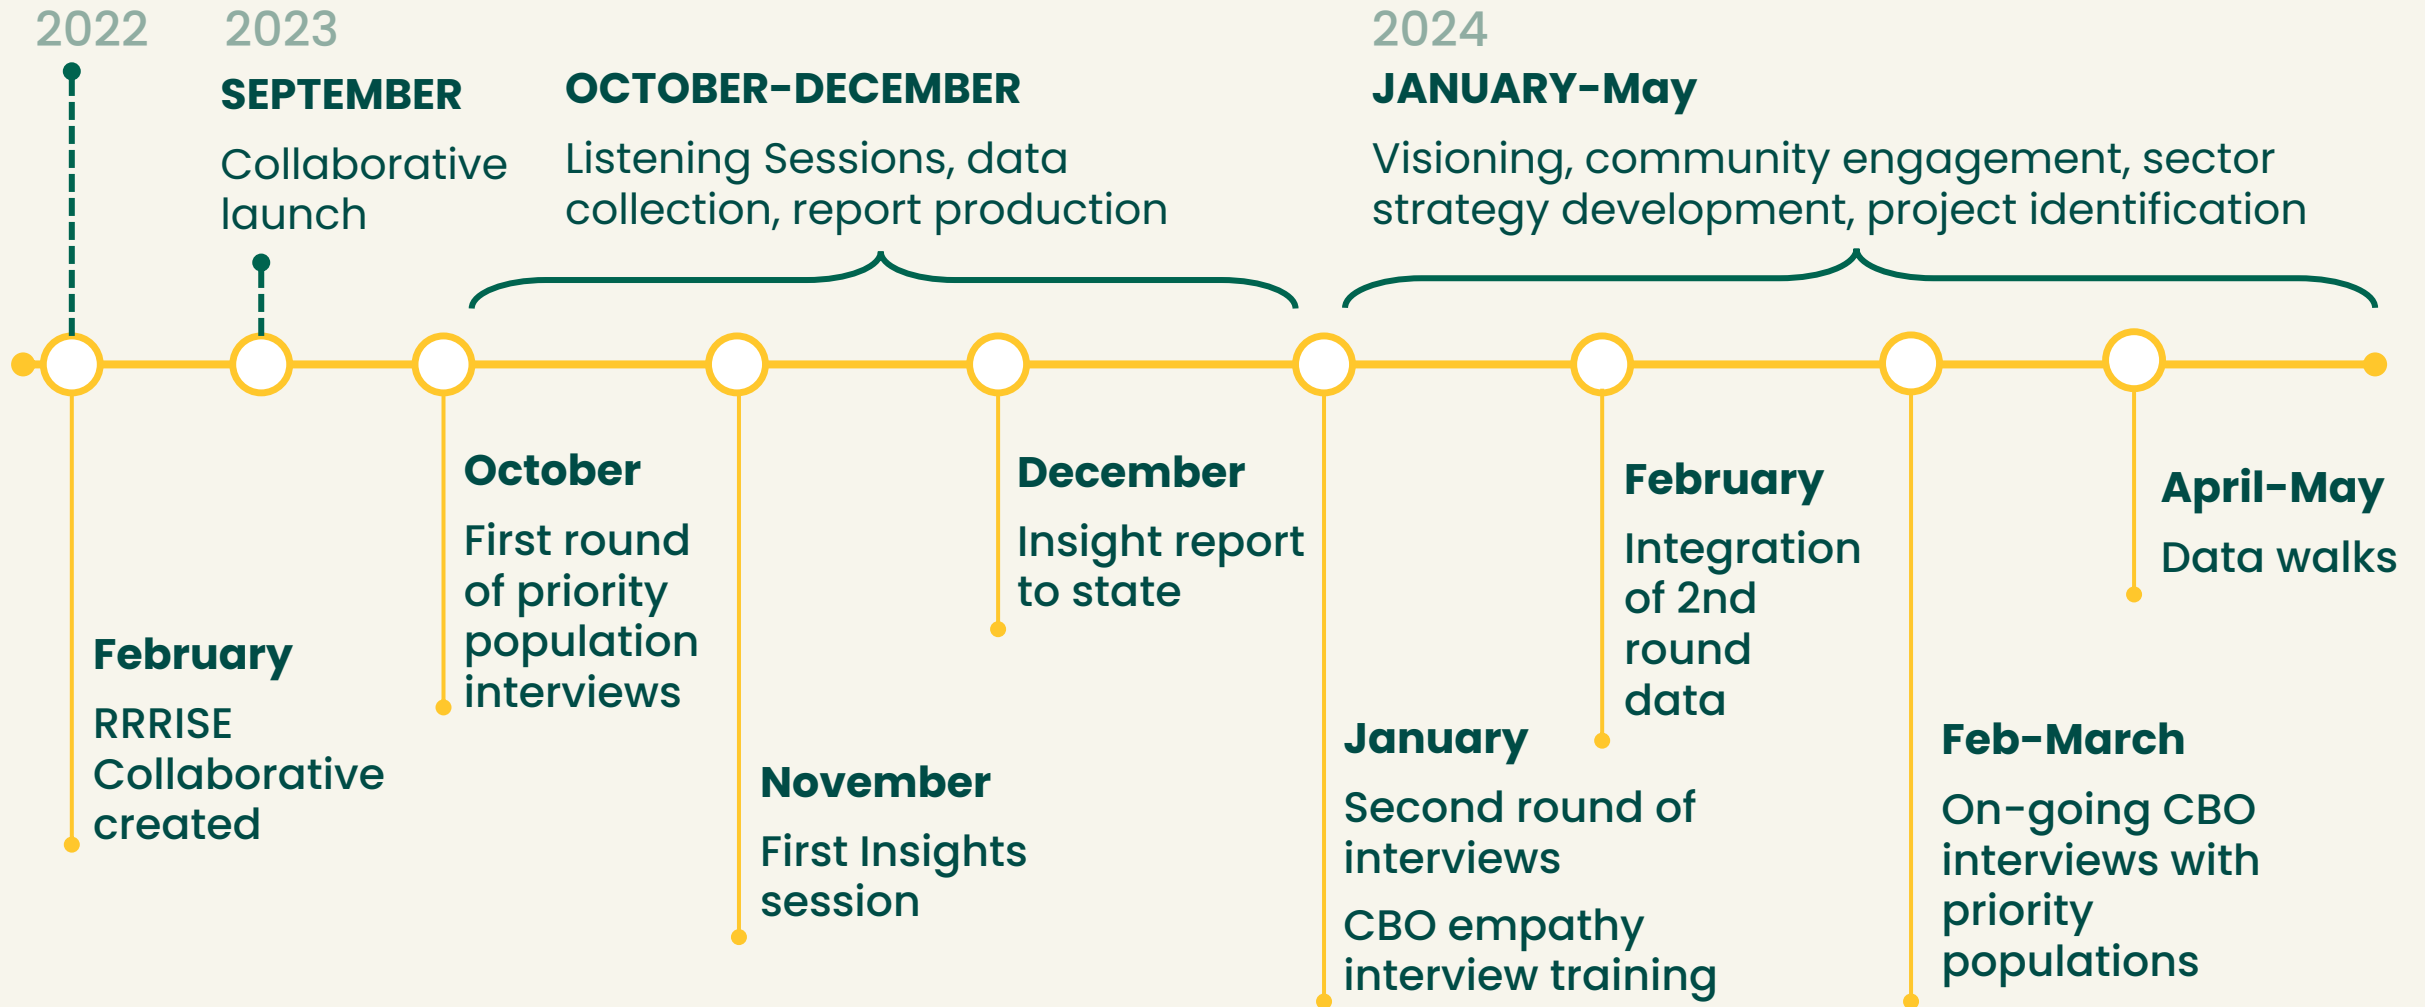 2022
2023
SEPTEMBER
Collaborative
launch
OCTOBER-DECEMBER
Listening Sessions, data
collection, report production
2024
JANUARY-May
Visioning, community engagement, sector
strategy development, project identification
February
RRRISE
Collaborative
created
October
First round
of priority
population
interviews
November
First Insights
session
December
Insight report
to state
January
Second round of
interviews
CBO empathy
interview training
February
Integration
of 2nd
round
data
Feb-March
On-going CBO
interviews with
priority
populations
April-May
Data walks